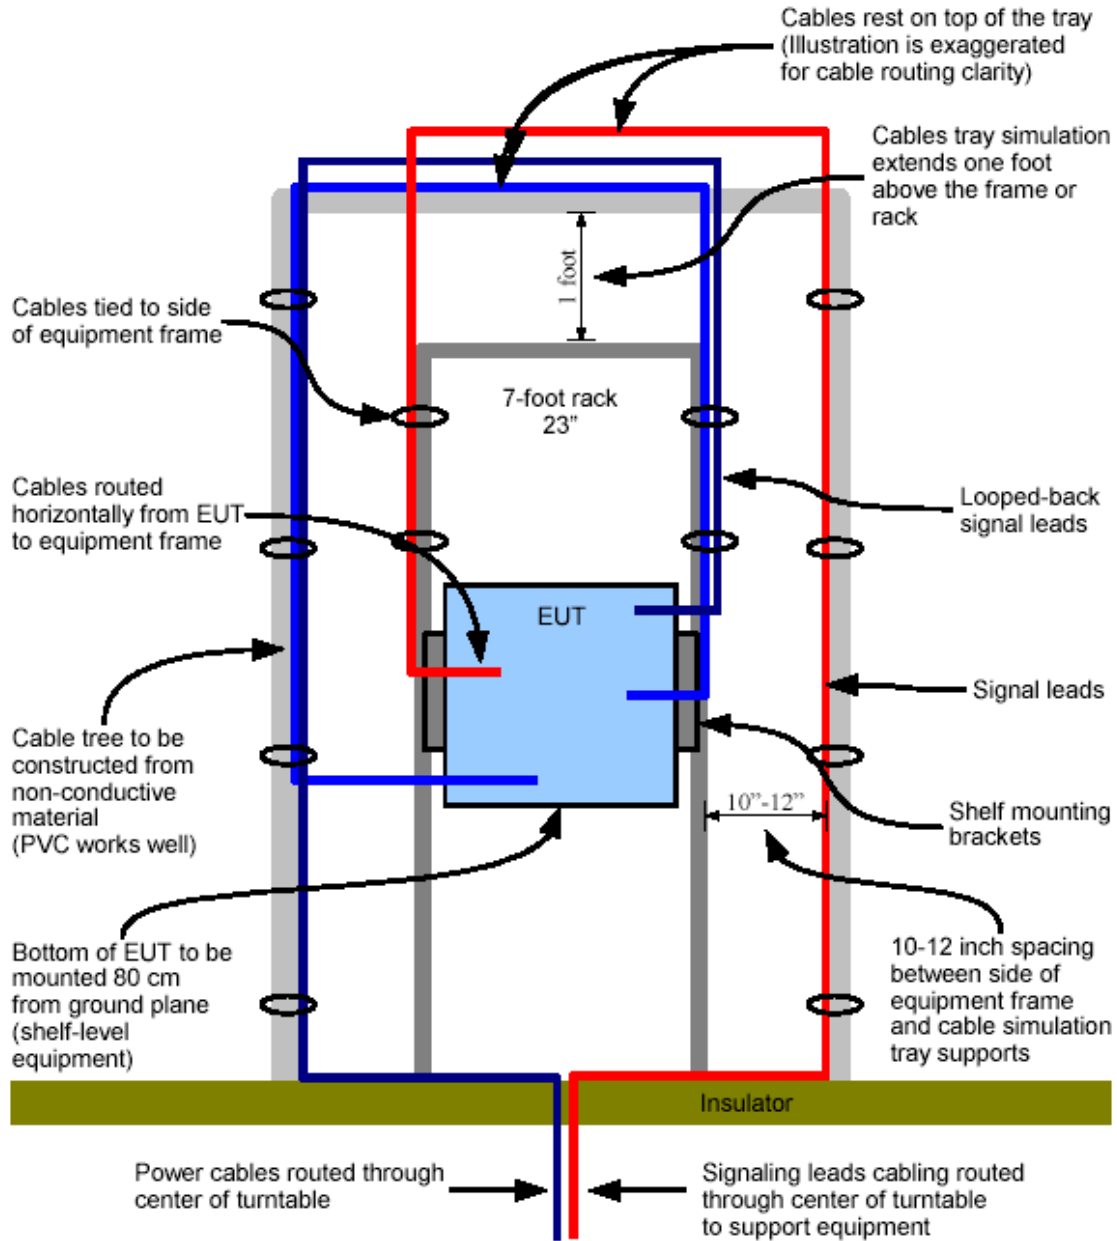 Cables rest on top of the tray
(Illustration is exaggerated
for cable routing clarity)
Cables tray simulation
extends one foot
above the frame or
rack
1 foot
Cables tied to side
of equipment frame
7-foot rack
23”
Cables routed
horizontally from EUT
to equipment frame
Looped-back
signal leads
EUT
Signal leads
Cable tree to be
constructed from
non-conductive
material
(PVC works well)
10”-12”
Shelf mounting
brackets
Bottom of EUT to be
mounted 80 cm
from ground plane
(shelf-level
equipment)
10-12 inch spacing
between side of
equipment frame
and cable simulation
tray supports
Insulator
Power cables routed through
center of turntable
Signaling leads cabling routed
through center of turntable
to support equipment